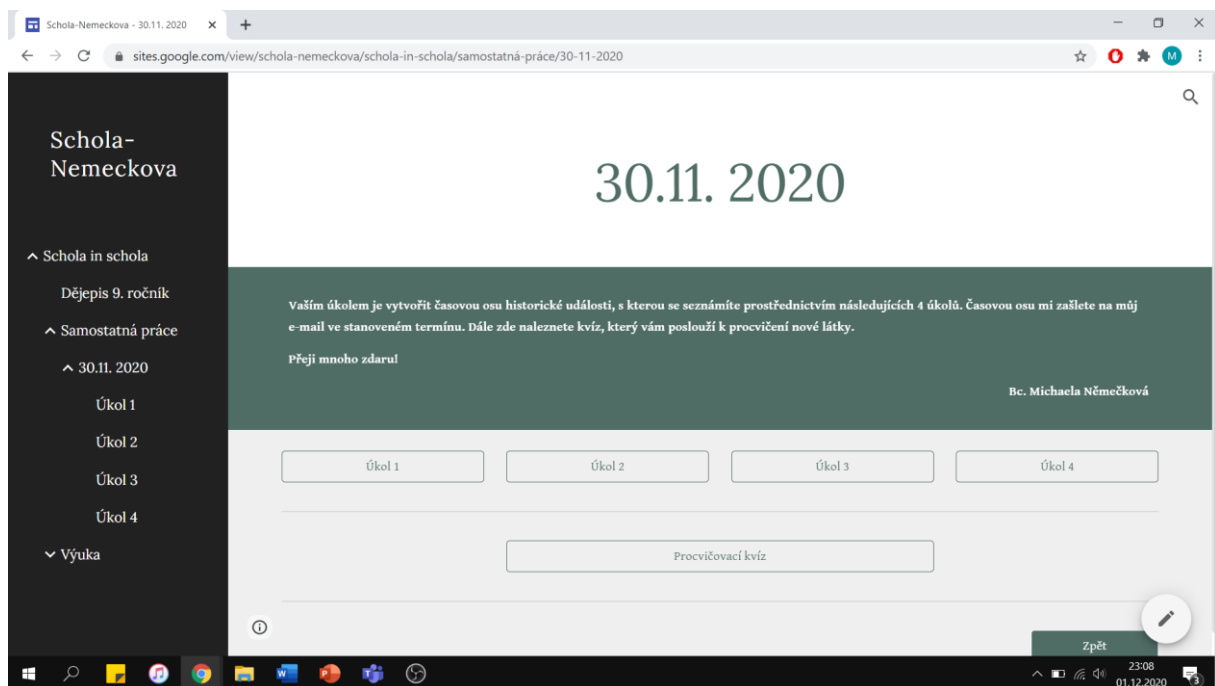 Schola-Nemeckova - 30.11. 2020
sites.google.com/view/schola-nemeckova/schola-in-schola/samostatná-práce/30-11-2020
M
Schola-
Nemeckova
Schola in schola
Dějepis 9. ročník
Samostatná práce
30.11. 2020
Úkol 1
Úkol 2
Úkol 3
Úkol 4
Výuka
30.11. 2020
Vaším úkolem je vytvořit časovou osu historické události, s kterou se seznámíte prostřednictvím následujících 4 úkolů. Časovou osu mi zašlete na můj
e-mail ve stanoveném termínu. Dále zde naleznete kvíz, který vám poslouží k procvičení nové látky.
Přeji mnoho zdaru!
Bc. Michaela Němečková
Úkol 1 Úkol 2 Úkol 3 Úkol 4
Procvičovací kvíz
Zpět
23:08
01.12.2020
3